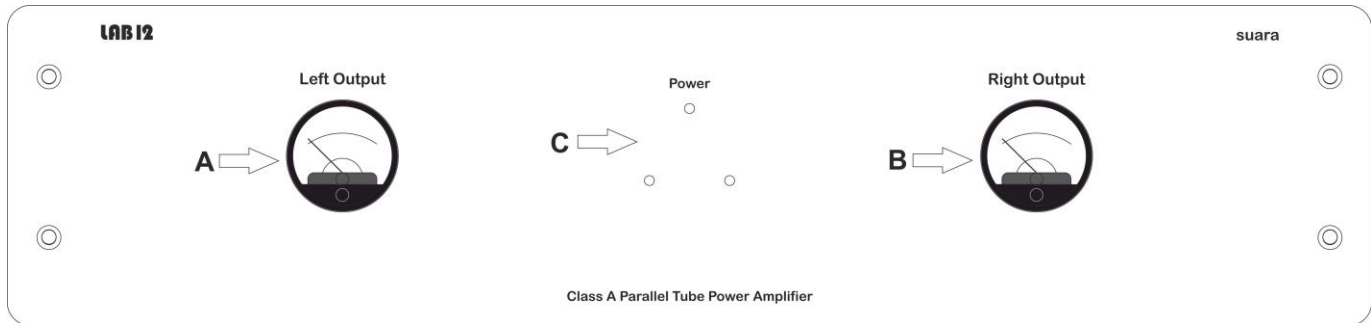 LAB12
suara
Left Output
Power
Right Output
A
C
B
Class A Parallel Tube Power Amplifier